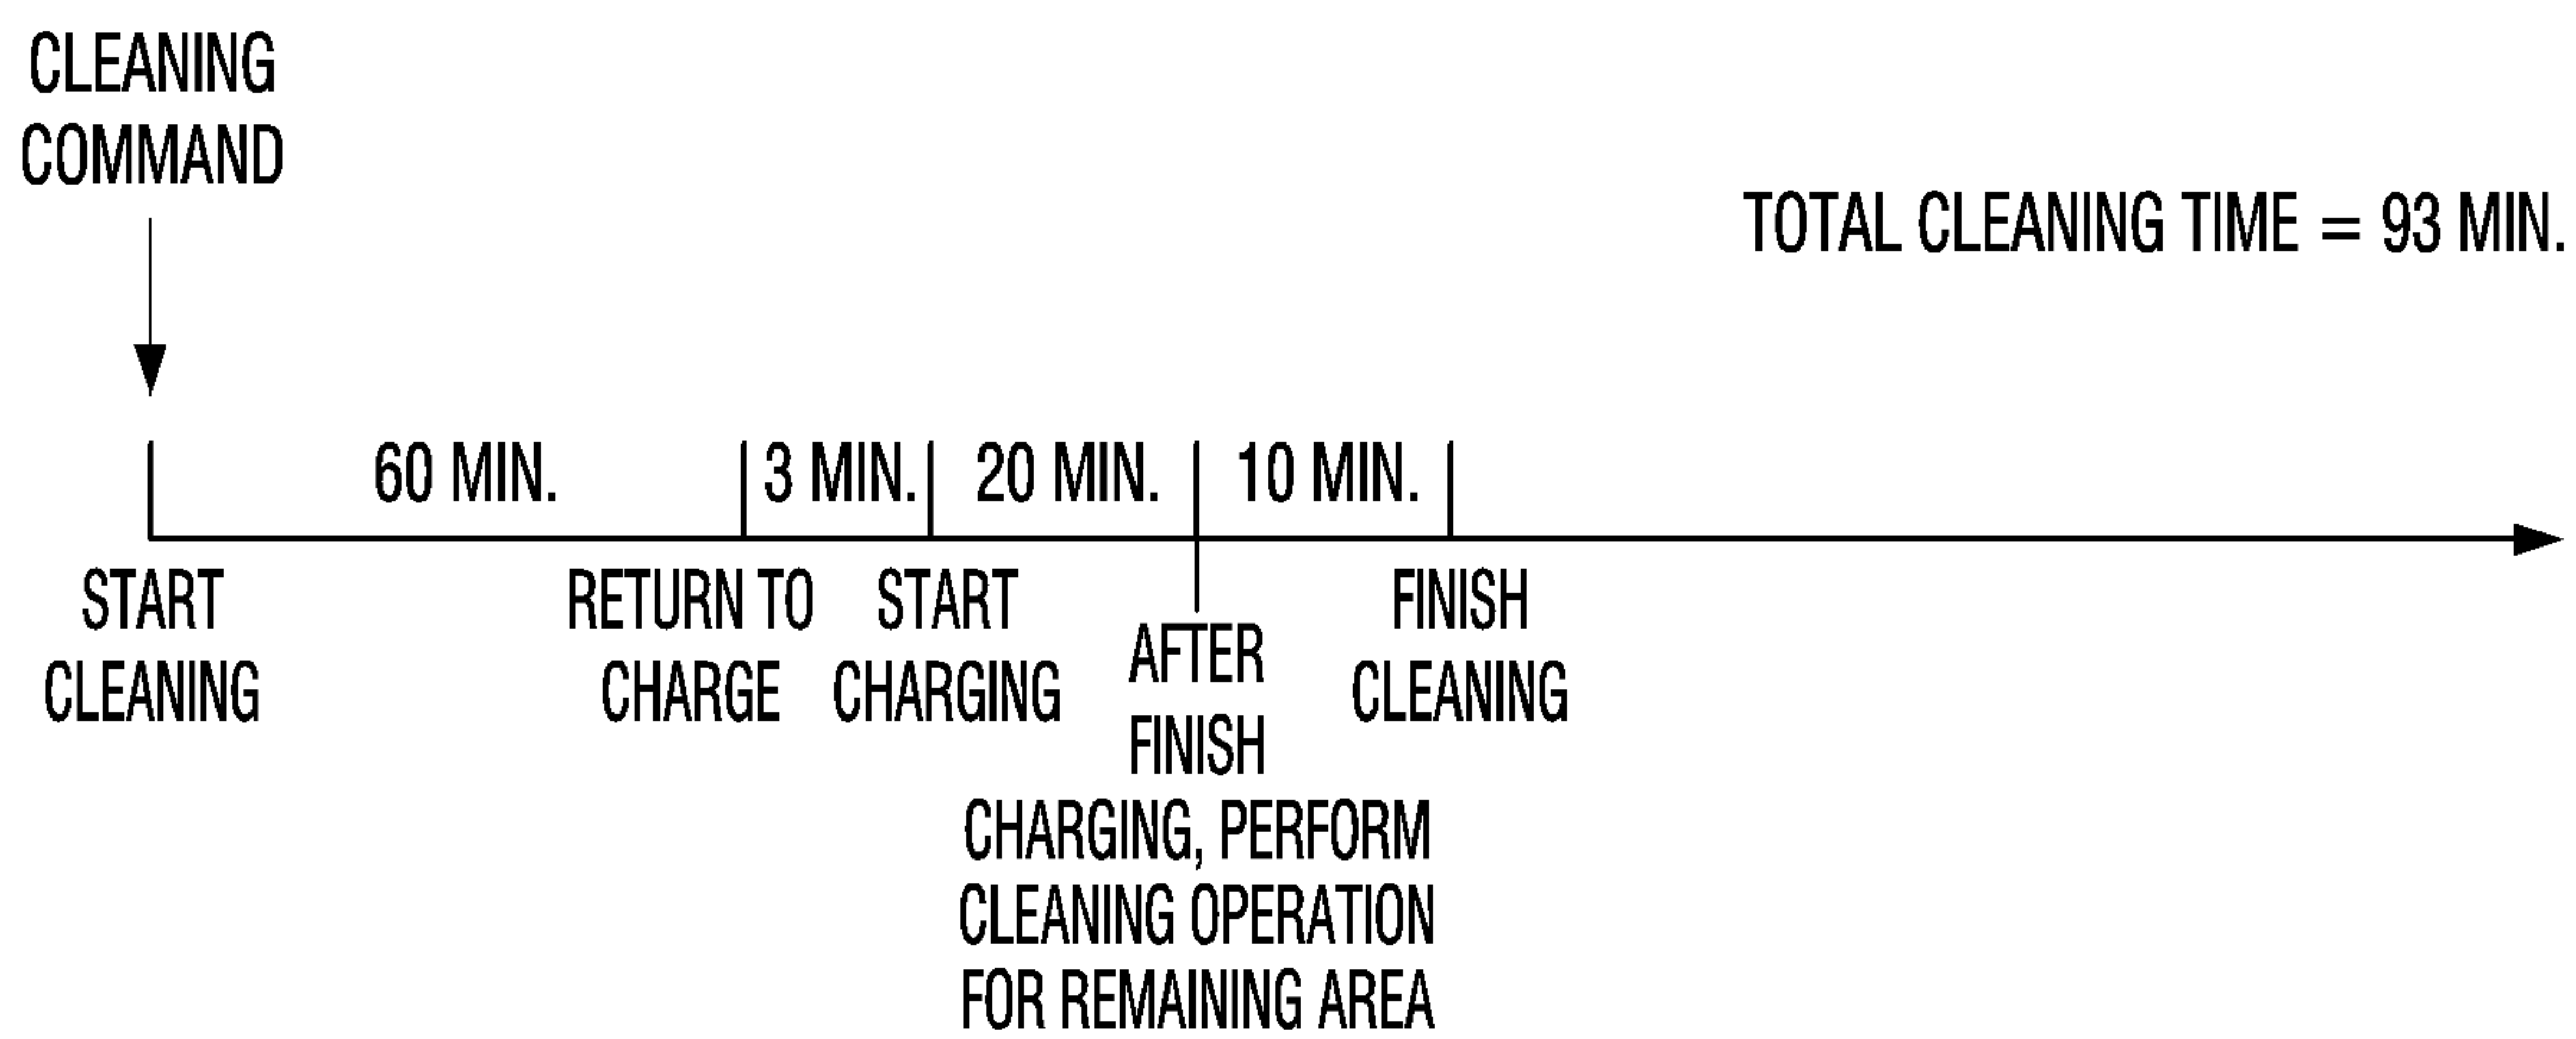 CLEANING
COMMAND
TOTAL CLEANING TIME = 93 MIN.
60 MIN.
3 MIN.
20 MIN.
10 MIN.
START
CLEANING
RETURN TO
CHARGE
START
CHARGING
AFTER
FINISH
CHARGING, PERFORM
CLEANING OPERATION
FOR REMAINING AREA
FINISH
CLEANING